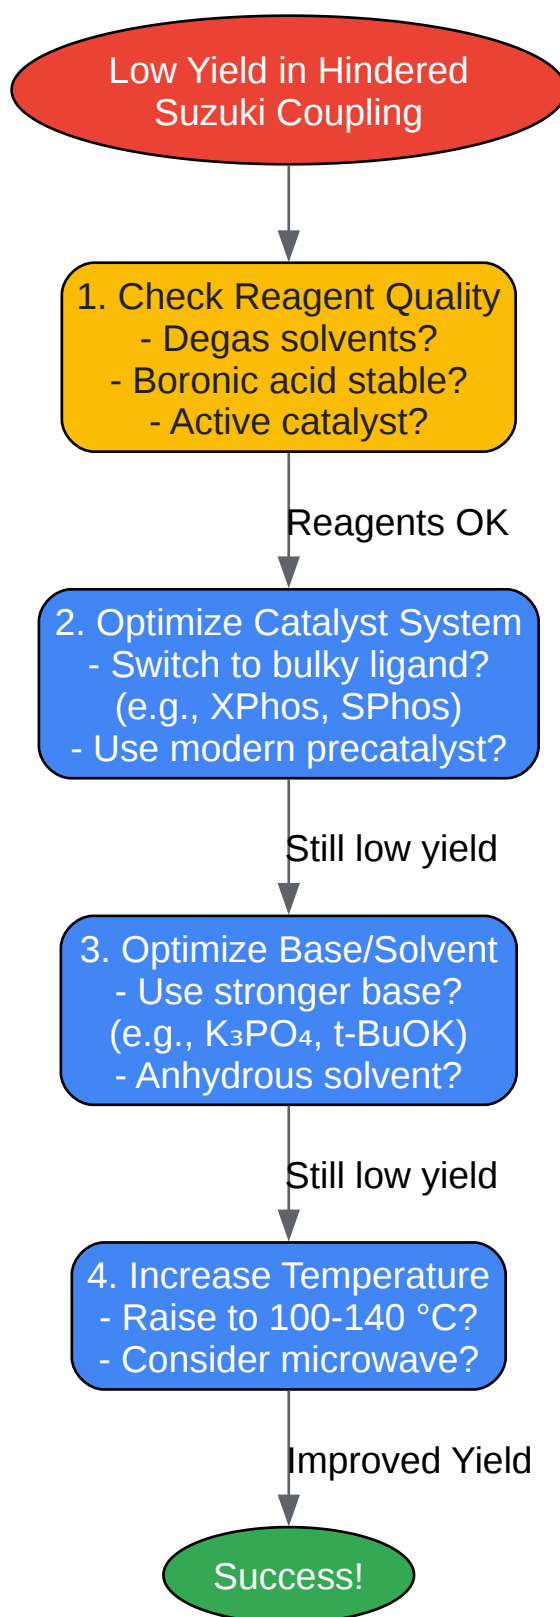 Low Yield in Hindered
Suzuki Coupling
1. Check Reagent Quality
- Degas solvents?
- Boronic acid stable?
- Active catalyst?
Reagents OK
2. Optimize Catalyst System
- Switch to bulky ligand?
(e.g., XPhos, SPhos)
- Use modern precatalyst?
Still low yield
3. Optimize Base/Solvent
- Use stronger base?
(e.g., K₃PO₄, t-BuOK)
- Anhydrous solvent?
Still low yield
4. Increase Temperature
- Raise to 100-140 °C?
- Consider microwave?
Improved Yield
Success!